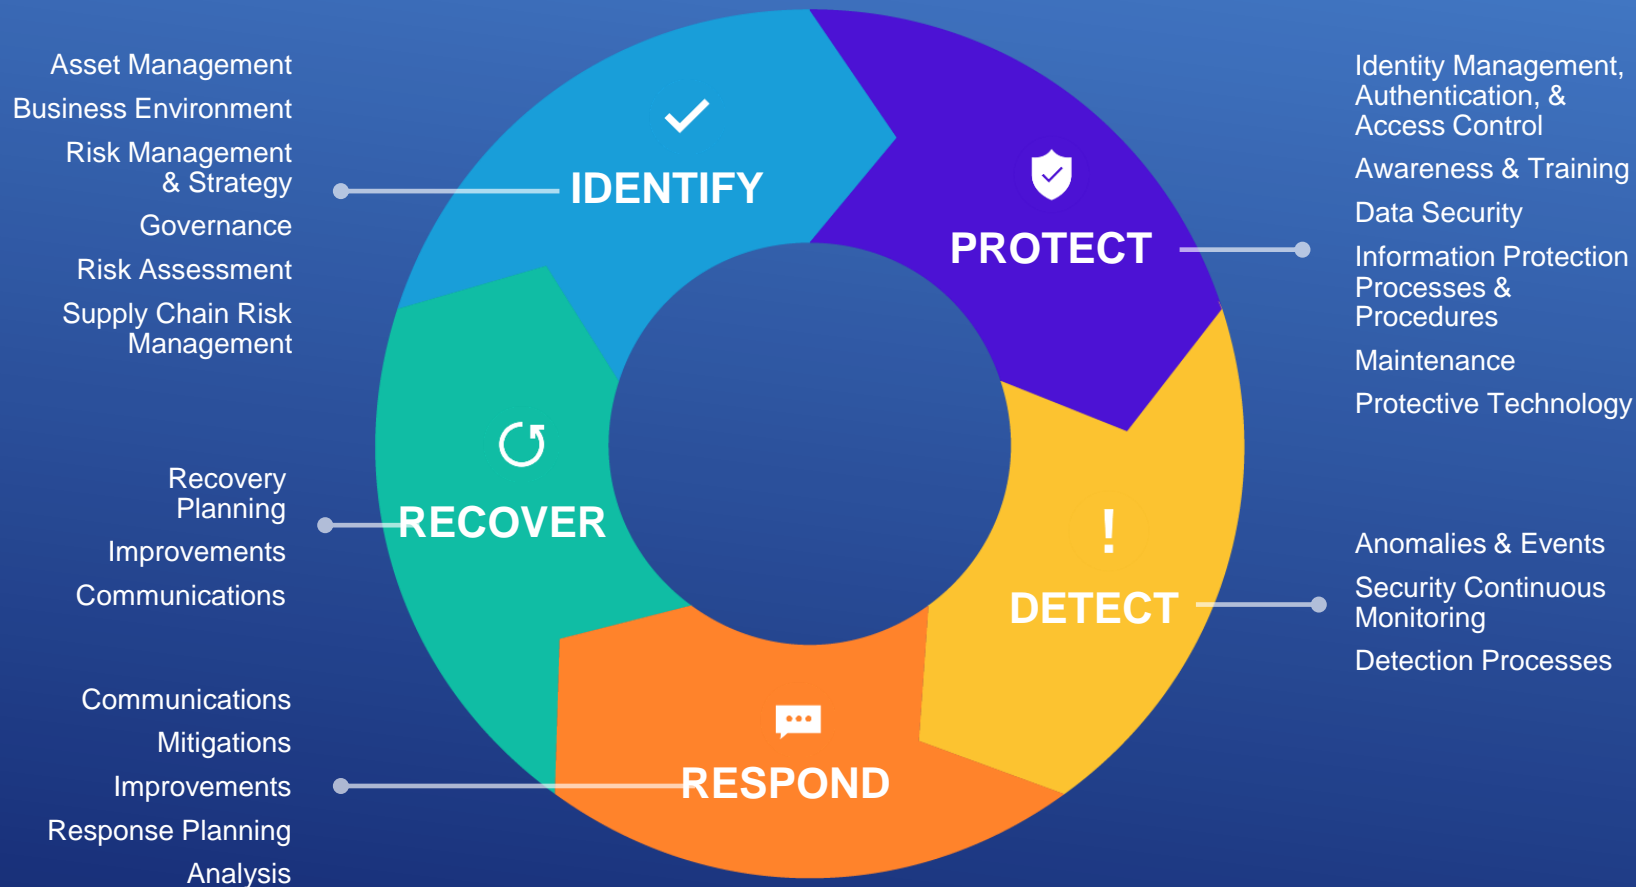 IDENTIFY
Asset Management
Business Environment
Risk Management
& Strategy
Governance
Risk Assessment
Supply Chain Risk
Management
PROTECT
Identity Management,
Authentication, &
Access Control
Awareness & Training
Data Security
Information Protection
Processes &
Procedures
Maintenance
Protective Technology
!
DETECT
Anomalies & Events
Security Continuous
Monitoring
Detection Processes
RESPOND
Communications
Mitigations
Improvements
Response Planning
Analysis
RECOVER
Recovery
Planning
Improvements
Communications